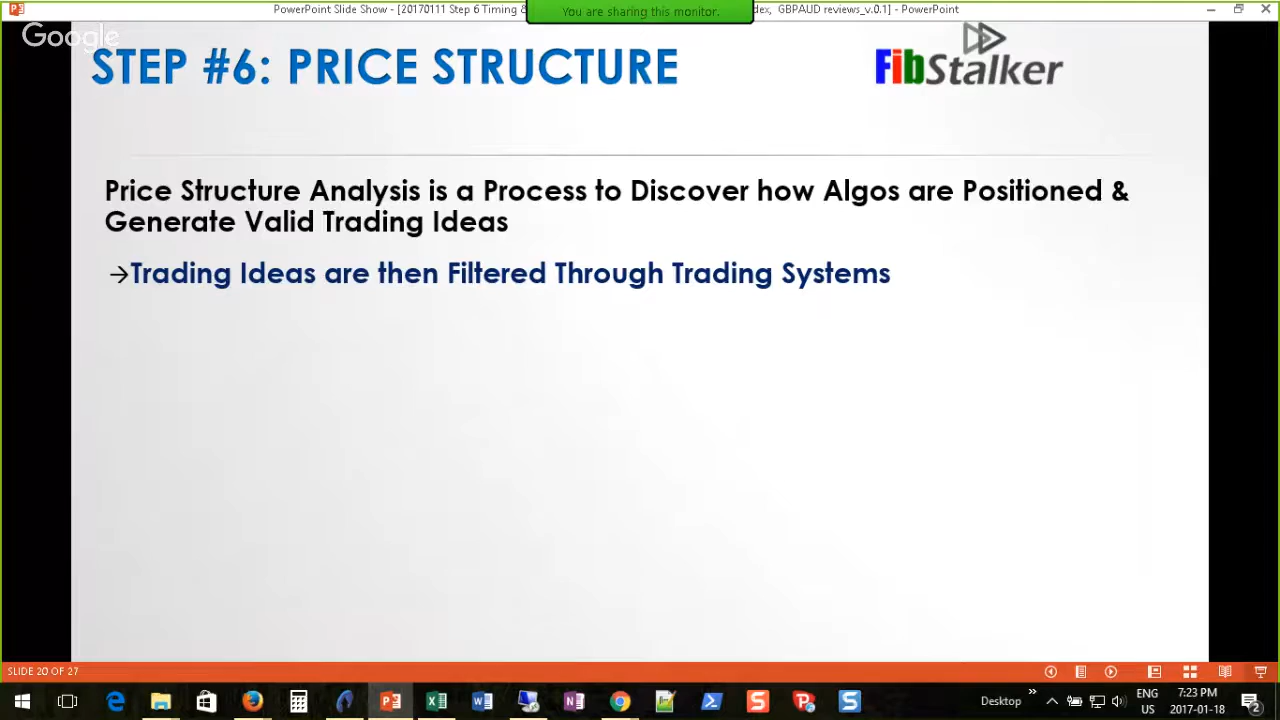 PowerPoint Slide Show - [20170111 Step 6 Timing &
You are sharing this monitor.
dex, GBPAUD reviews_v.0.1] - PowerPoint
Google
STEP #6: PRICE STRUCTURE
FibStalker
Price Structure Analysis is a Process to Discover how Algos are Positioned &
Generate Valid Trading Ideas
→Trading Ideas are then Filtered Through Trading Systems
SLIDE 20 OF 27
Desktop
ENG
US
7:23 PM
2017-01-18
2